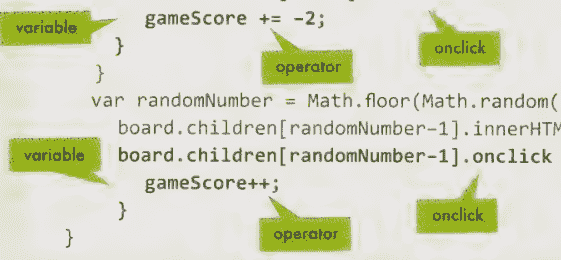 gameScore += -2;
variable
onclick
}
operator
}
var randomNumber = Math.floor(Math.random(
board.children[randomNumber-1].innerHTM
variable
board.children[randomNumber-1].onclick
gameScore++;
}
onclick
operator
}